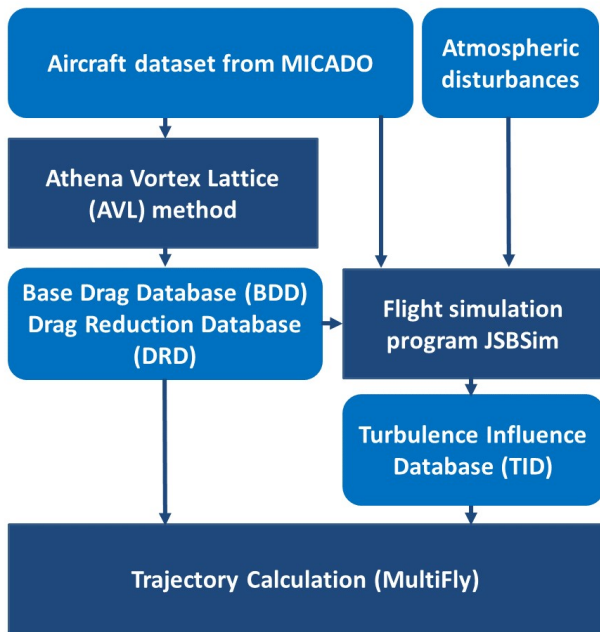 Aircraft dataset from MICADO
Atmospheric
disturbances
Athena Vortex Lattice
(AVL) method
Base Drag Database (BDD)
Drag Reduction Database
(DRD)
Flight simulation
program JSBSim
Turbulence Influence
Database (TID)
Trajectory Calculation (MultiFly)